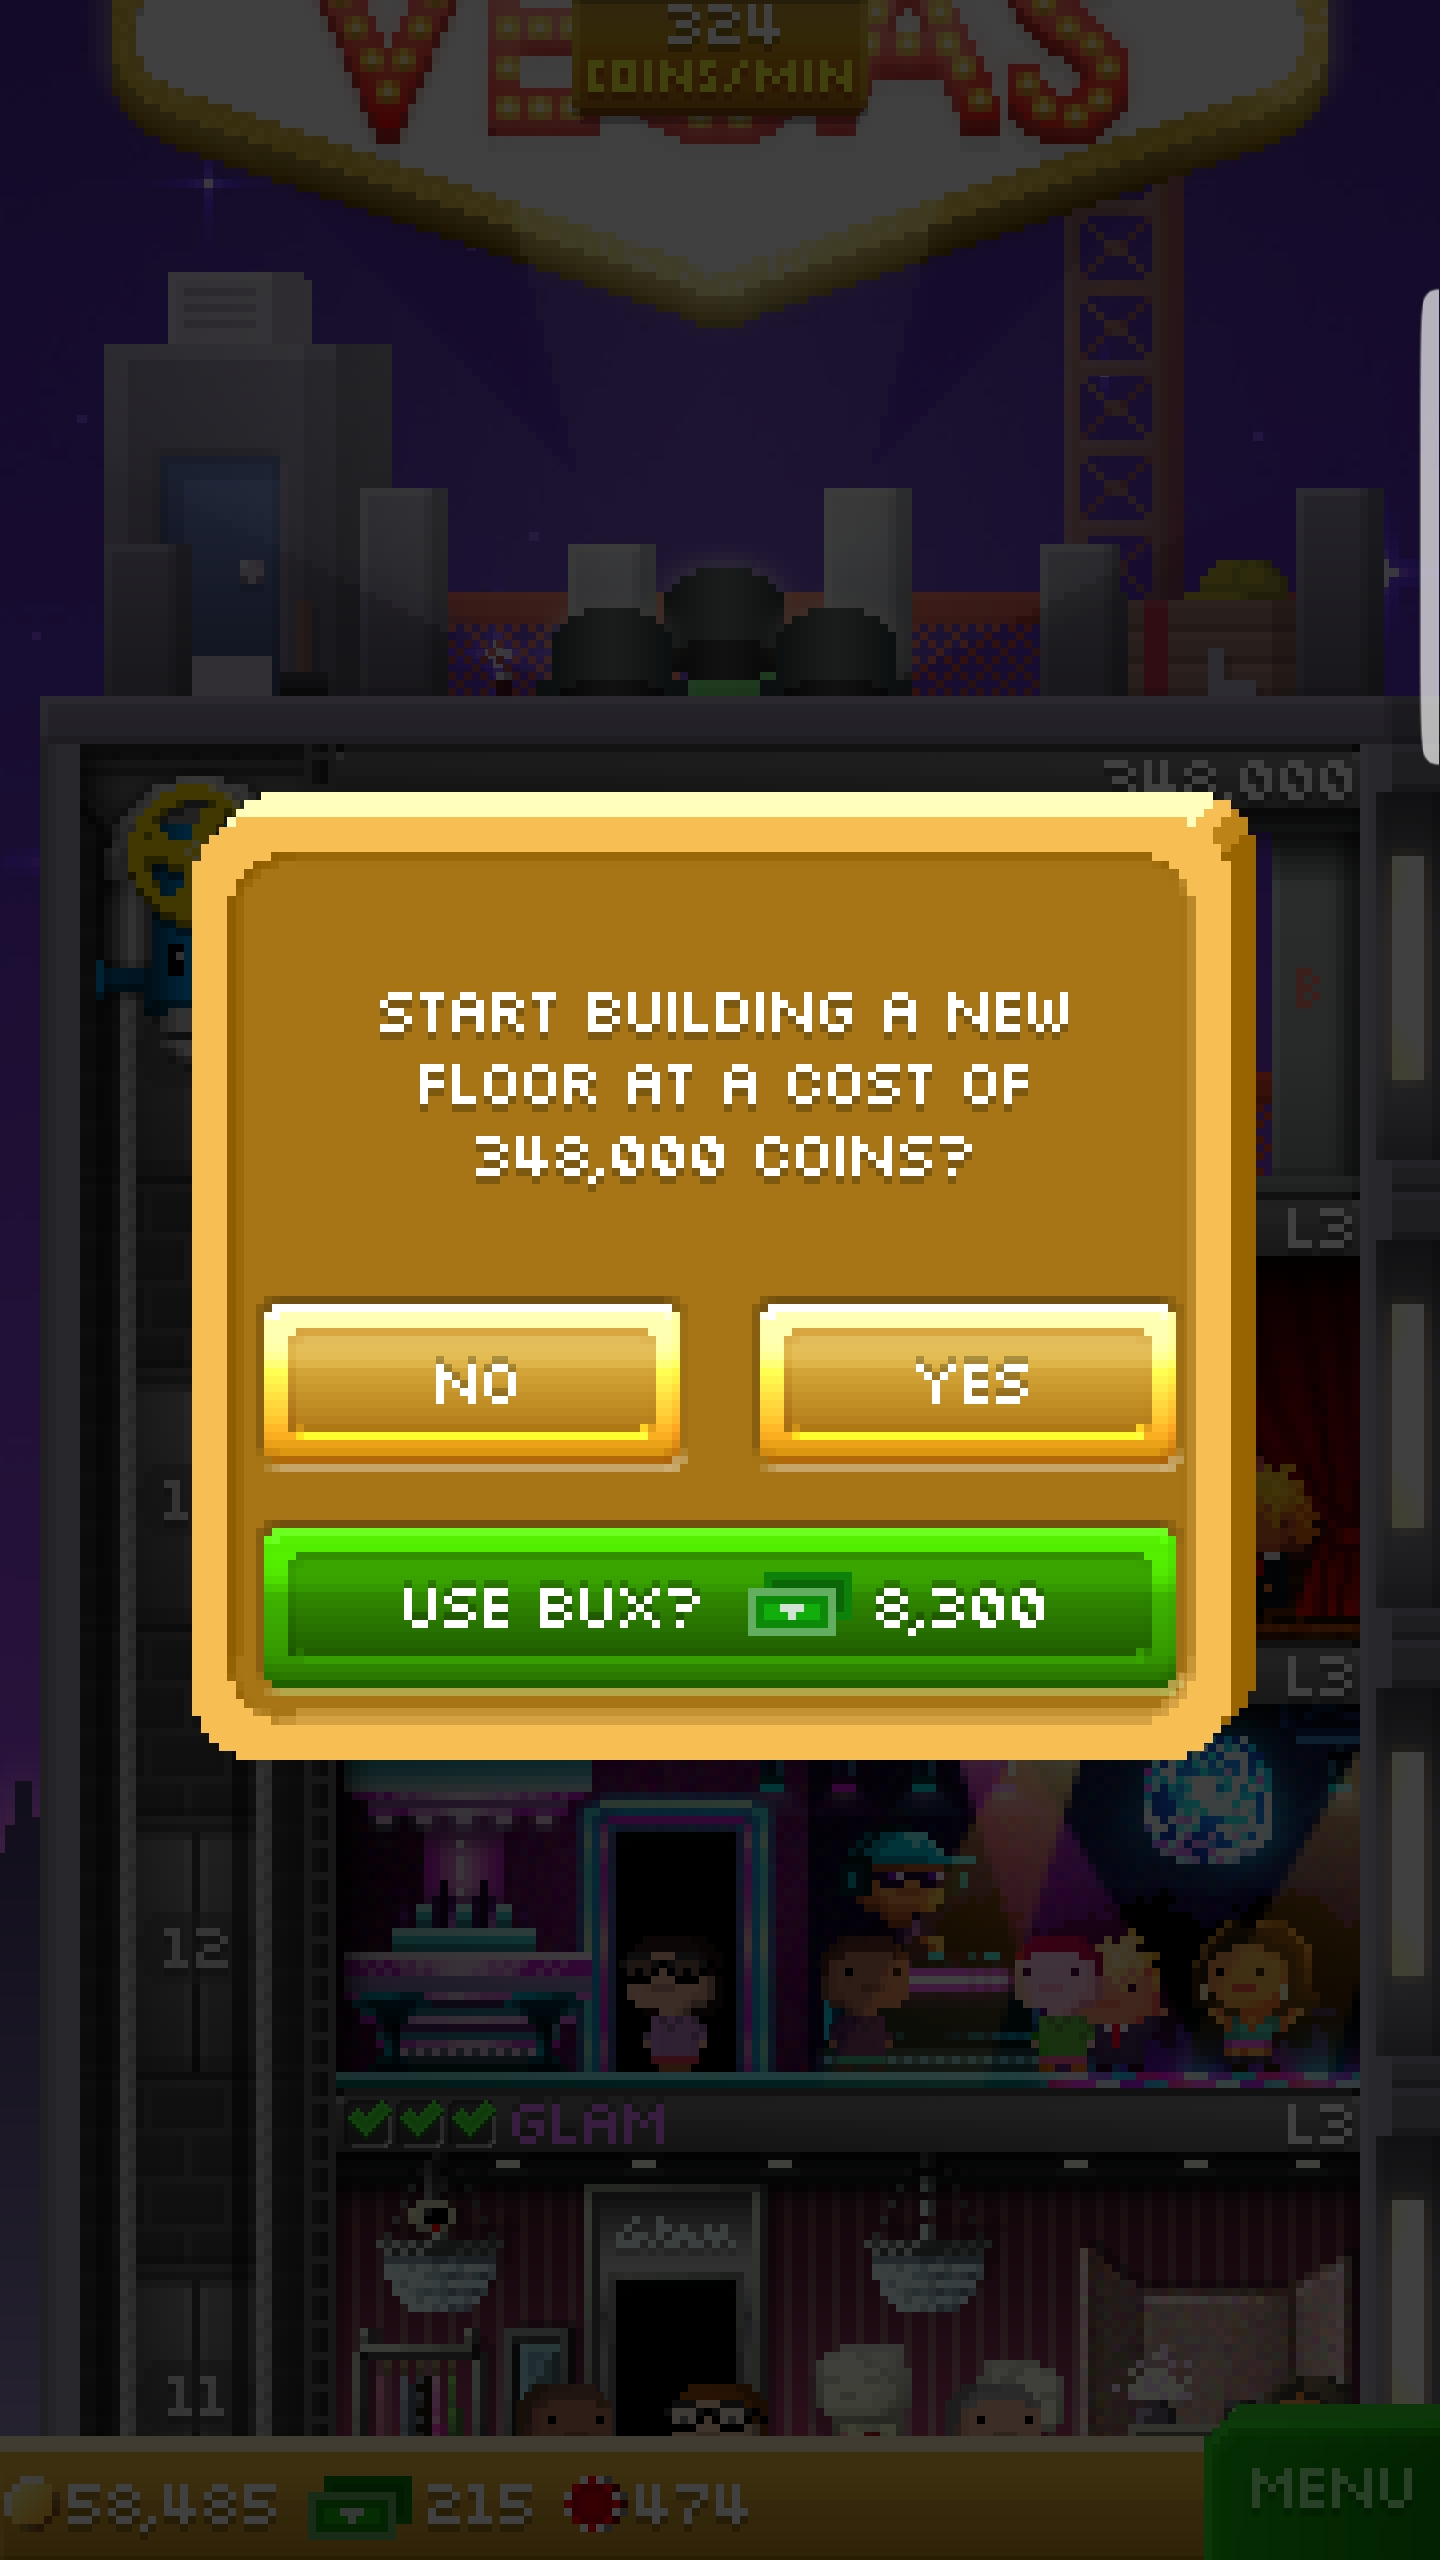 VEGAS
324
COINS/MIN
348,000
B
START BUILDING A NEW
FLOOR AT A COST OF
348,000 COINS?
L3
NO
YES
USE BUX? 8,300
L3
12
GLAM L3
Glam
11
58,485 215 474
MENU